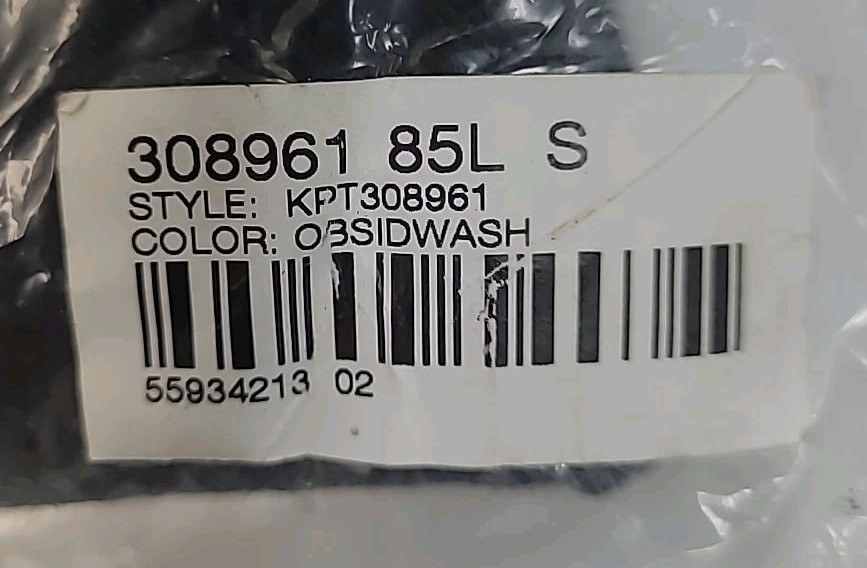 308961 85L S
STYLE: KPT308961
COLOR: OBSIDWASH
55934213 02